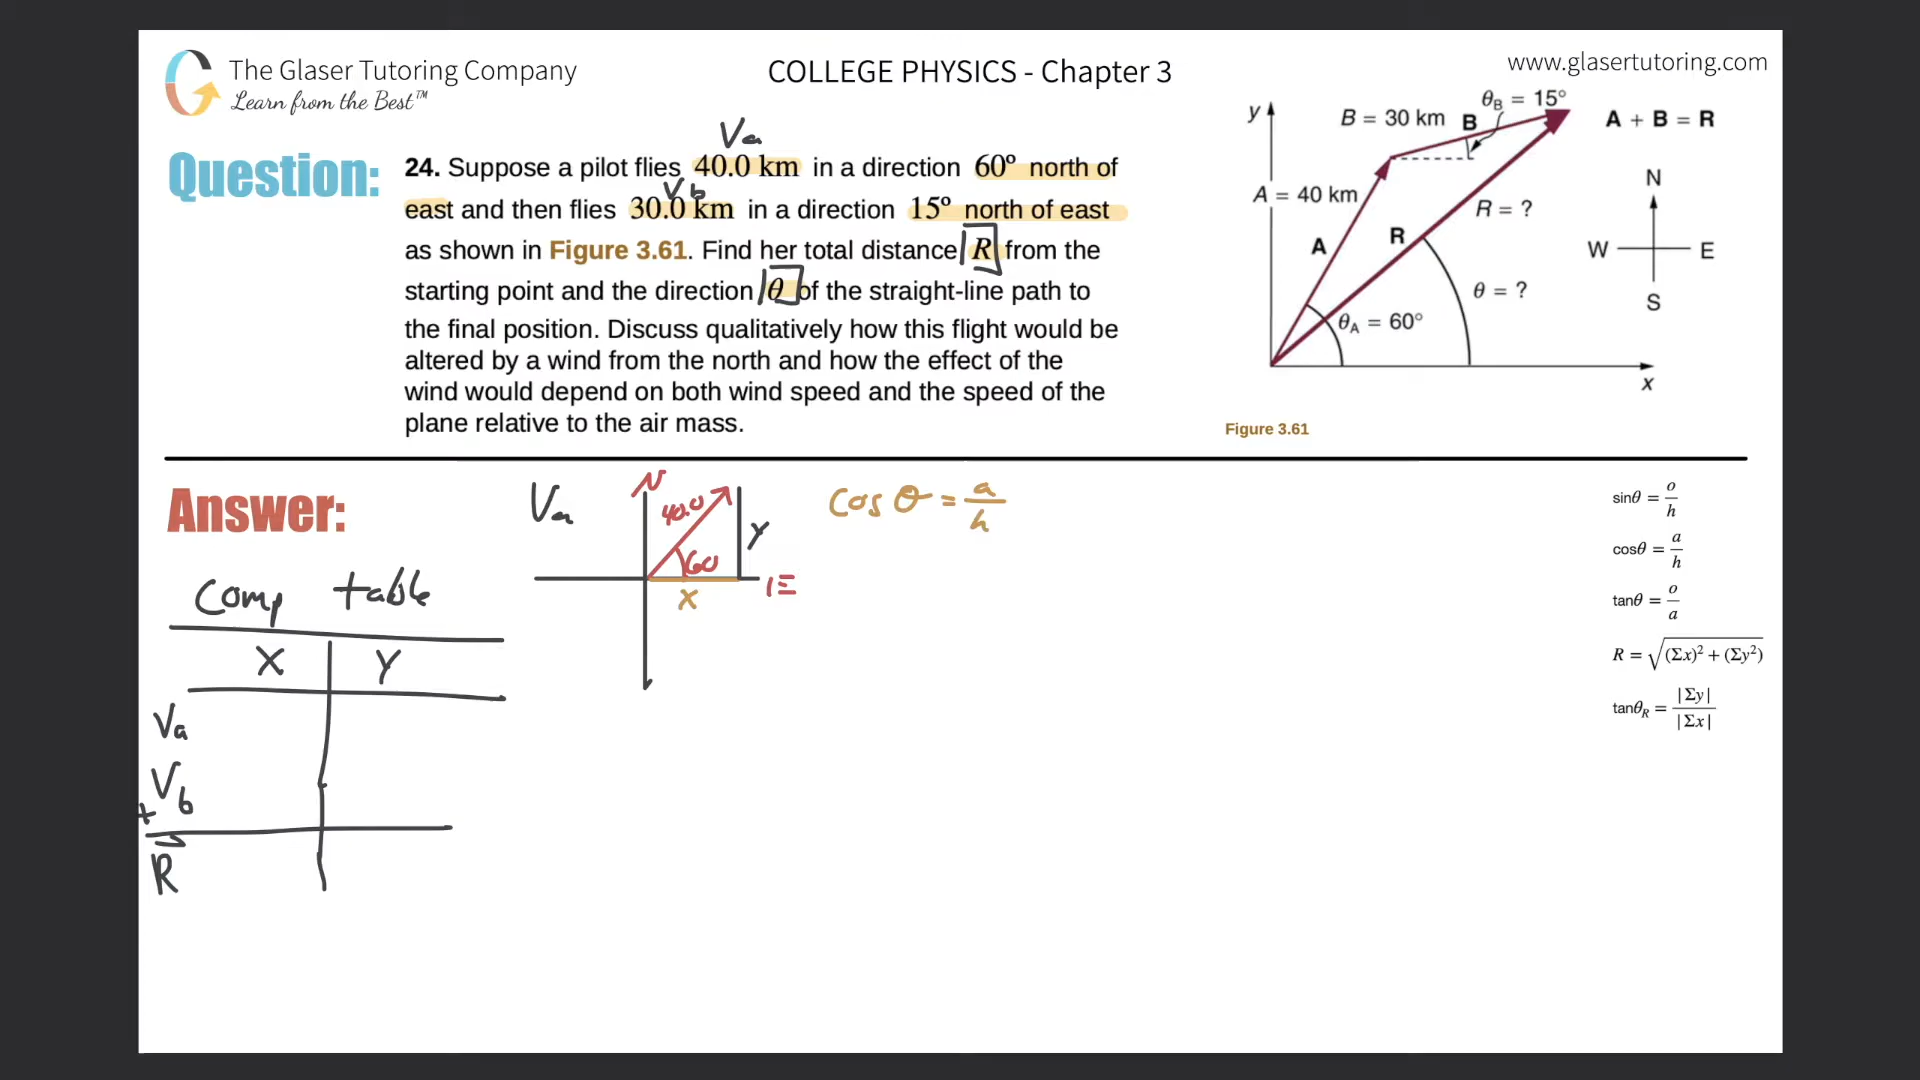 The Glaser Tutoring Company
Learn from the Best™
COLLEGE PHYSICS - Chapter 3
www.glasertutoring.com
Question:
Va
24. Suppose a pilot flies 40.0 km in a direction 60º north of
Vb
east and then flies 30.0 km in a direction 15º north of east
as shown in Figure 3.61. Find her total distance R from the
starting point and the direction θ of the straight-line path to
the final position. Discuss qualitatively how this flight would be
altered by a wind from the north and how the effect of the
wind would depend on both wind speed and the speed of the
plane relative to the air mass.
y
B = 30 km
B
θB = 15°
A + B = R
A = 40 km
A
R
R = ?
θA = 60°
θ = ?
x
N
W
E
S
Figure 3.61
Answer:
Comp table
X Y
Va
Vb
+
R
Va
N
40.0
60
Y
X
E
Cos θ = a/h
sinθ = o/h
cosθ = a/h
tanθ = o/a
R = √(Σx)² + (Σy²)
tanθR = |Σy|/|Σx|